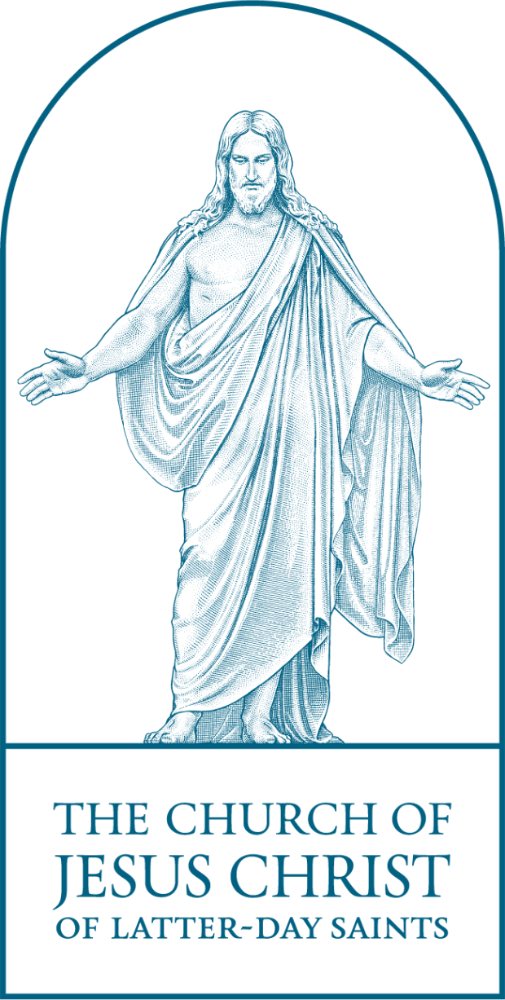 THE CHURCH OF
JESUS CHRIST
OF LATTER-DAY SAINTS